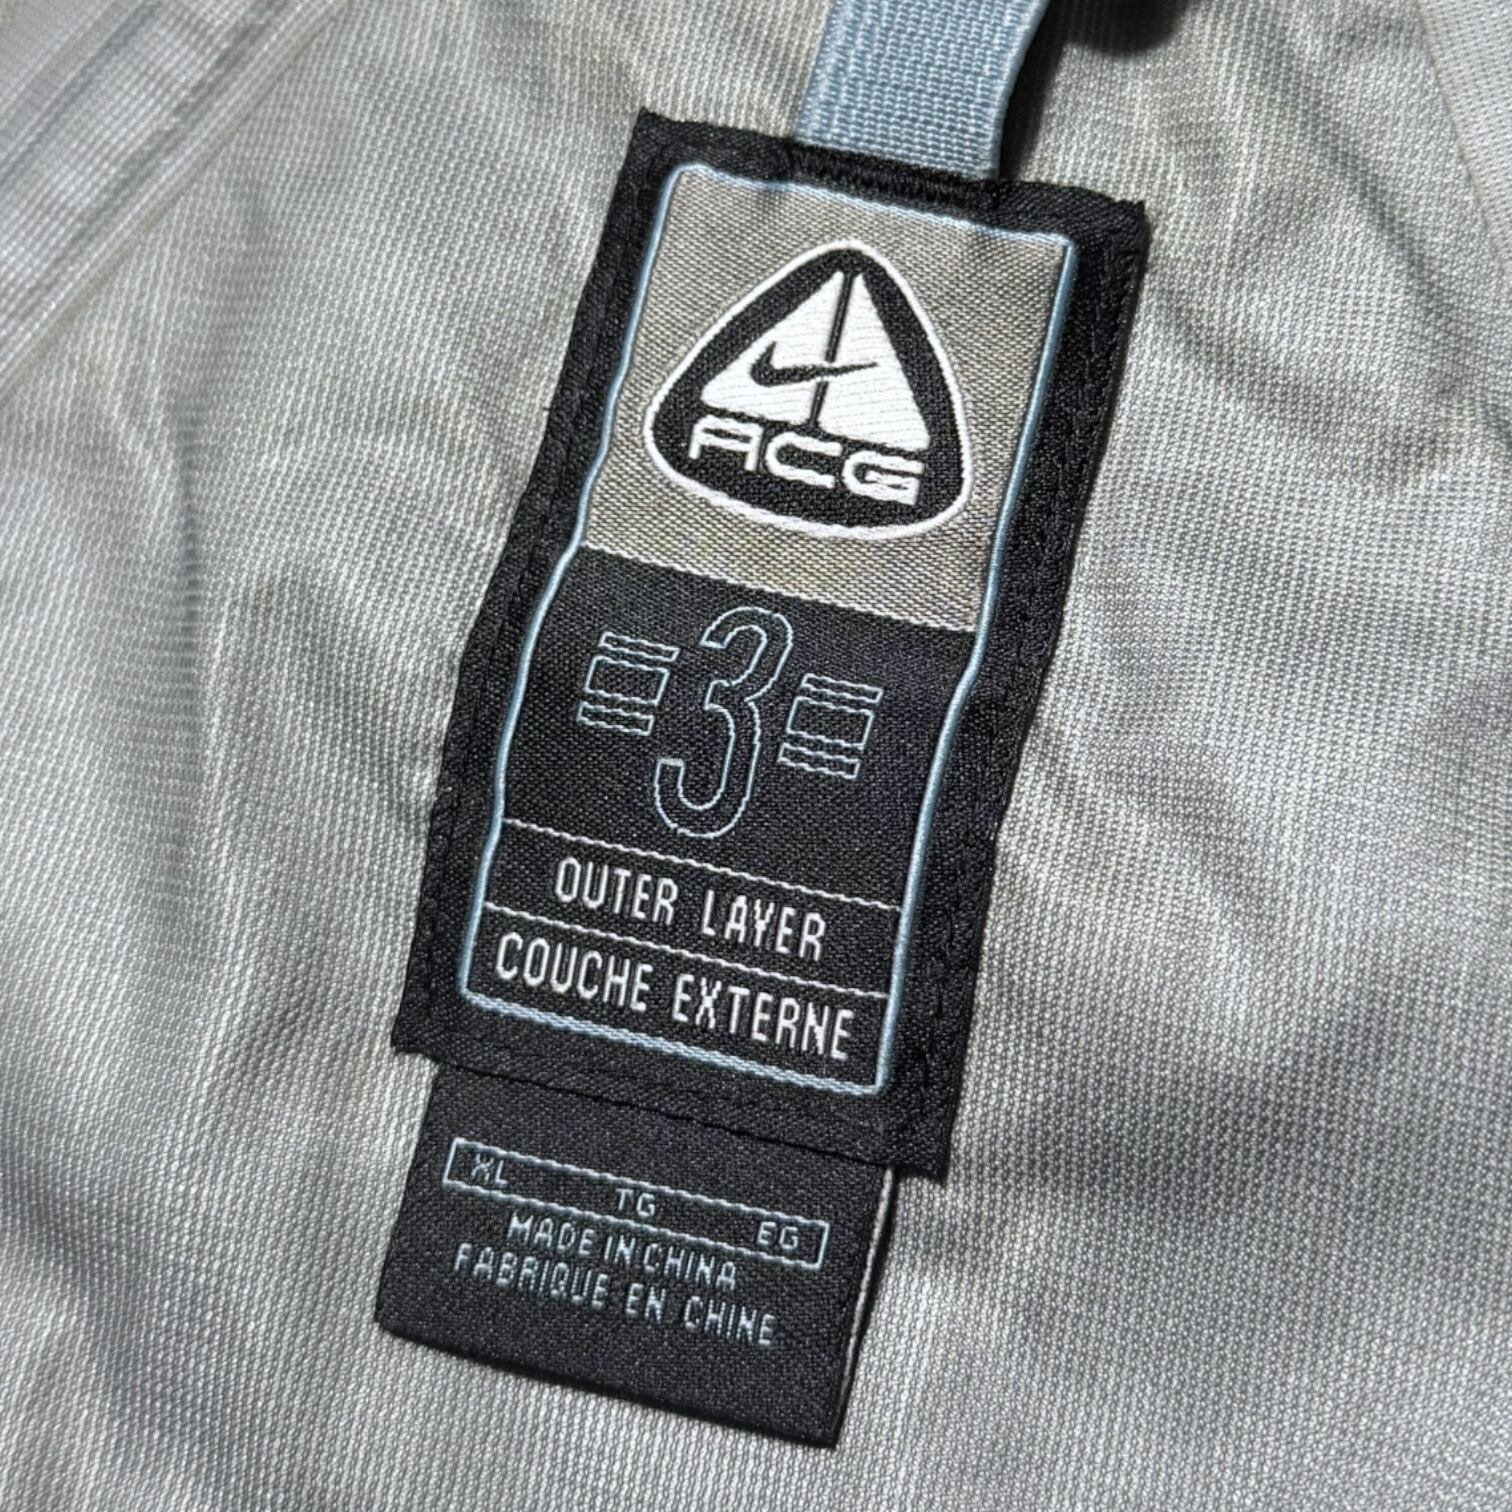 ACG
3
OUTER LAYER
COUCHE EXTERNE
XL TG EG
MADE IN CHINA
FABRIQUE EN CHINE